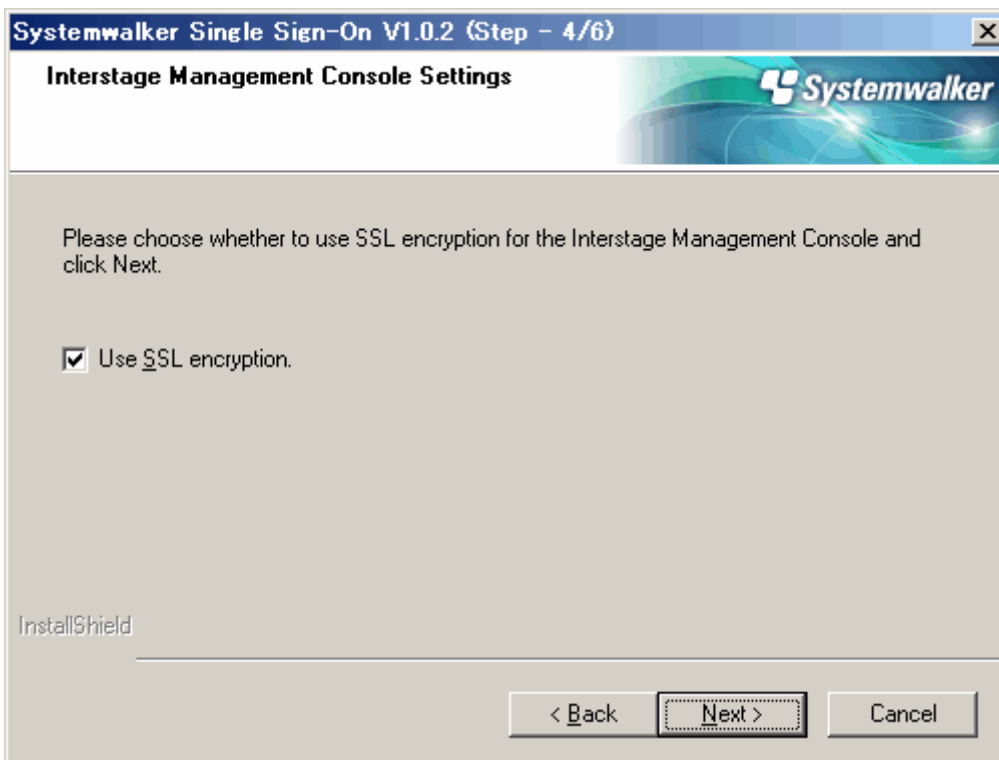 Systemwalker Single Sign-On V1.0.2 (Step - 4/6)
Interstage Management Console Settings
Systemwalker
Please choose whether to use SSL encryption for the Interstage Management Console and
click Next.
Use SSL encryption.
InstallShield
< Back
Next >
Cancel